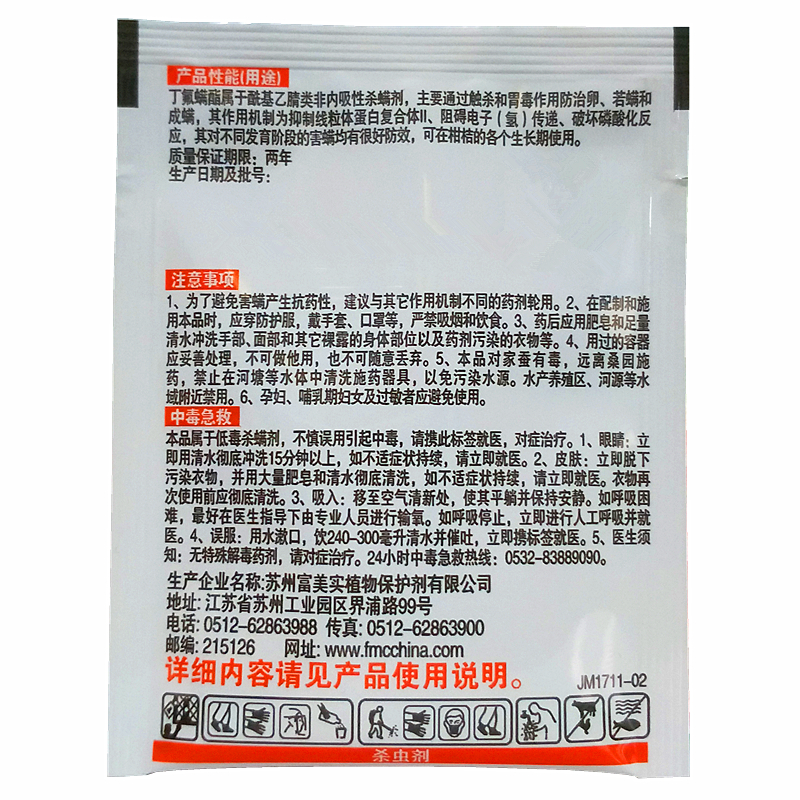 产品性能(用途)
丁氟螨酯属于酰基乙腈类非内吸性杀螨剂，主要通过触杀和胃毒作用防治卵、若螨和
成螨，其作用机制为抑制线粒体蛋白复合体II、阻碍电子（氢）传递、破坏磷酸化反
应，其对不同发育阶段的害螨均有很好防效，可在柑桔的各个生长期使用。
质量保证期限：两年
生产日期及批号：
注意事项
1、为了避免害螨产生抗药性，建议与其它作用机制不同的药剂轮用。2、在配制和施
用本品时，应穿防护服，戴手套、口罩等，严禁吸烟和饮食。3、药后应用肥皂和足量
清水冲洗手部、面部和其它裸露的身体部位以及药剂污染的衣物等。4、用过的容器
应妥善处理，不可做他用，也不可随意丢弃。5、本品对家蚕有毒，远离桑园施
药，禁止在河塘等水体中清洗施药器具，以免污染水源。水产养殖区、河源等水
域附近禁用。6、孕妇、哺乳期妇女及过敏者应避免使用。
中毒急救
本品属于低毒杀螨剂，不慎误用引起中毒，请携此标签就医，对症治疗。1、眼睛：立
即用清水彻底冲洗15分钟以上，如不适症状持续，请立即就医。2、皮肤：立即脱下
污染衣物，并用大量肥皂和清水彻底清洗，如不适症状持续，请立即就医。衣物再
次使用前应彻底清洗。3、吸入：移至空气清新处，使其平躺并保持安静。如呼吸困
难，最好在医生指导下由专业人员进行输氧。如呼吸停止，立即进行人工呼吸并就
医。4、误服：用水漱口，饮240-300毫升清水并催吐，立即携标签就医。5、医生须
知：无特殊解毒药剂，请对症治疗。24小时中毒急救热线：0532-83889090。
生产企业名称:苏州富美实植物保护剂有限公司
地址: 江苏省苏州工业园区界浦路99号
电话: 0512-62863988 传真: 0512-62863900
邮编: 215126 网址: www.fmcchina.com
详细内容请见产品使用说明。
JM1711-02
杀虫剂